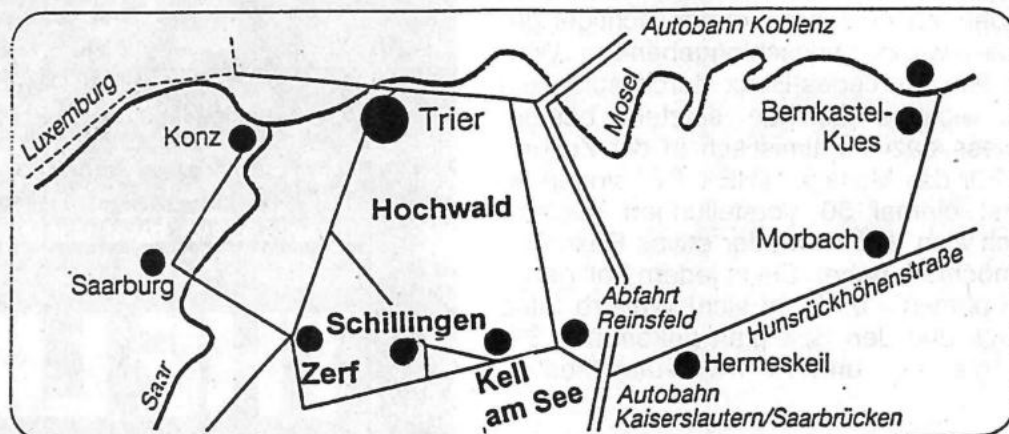 Autobahn Koblenz
Luxemburg
Konz
Trier
Mosel
Bernkastel-
Kues
Hochwald
Morbach
Saarburg
Abfahrt
Reinsfeld
Hunsrückhöhenstraße
Schillingen
Zerf
Kell
am See
Hermeskeil
Saar
Autobahn
Kaiserslautern/Saarbrücken